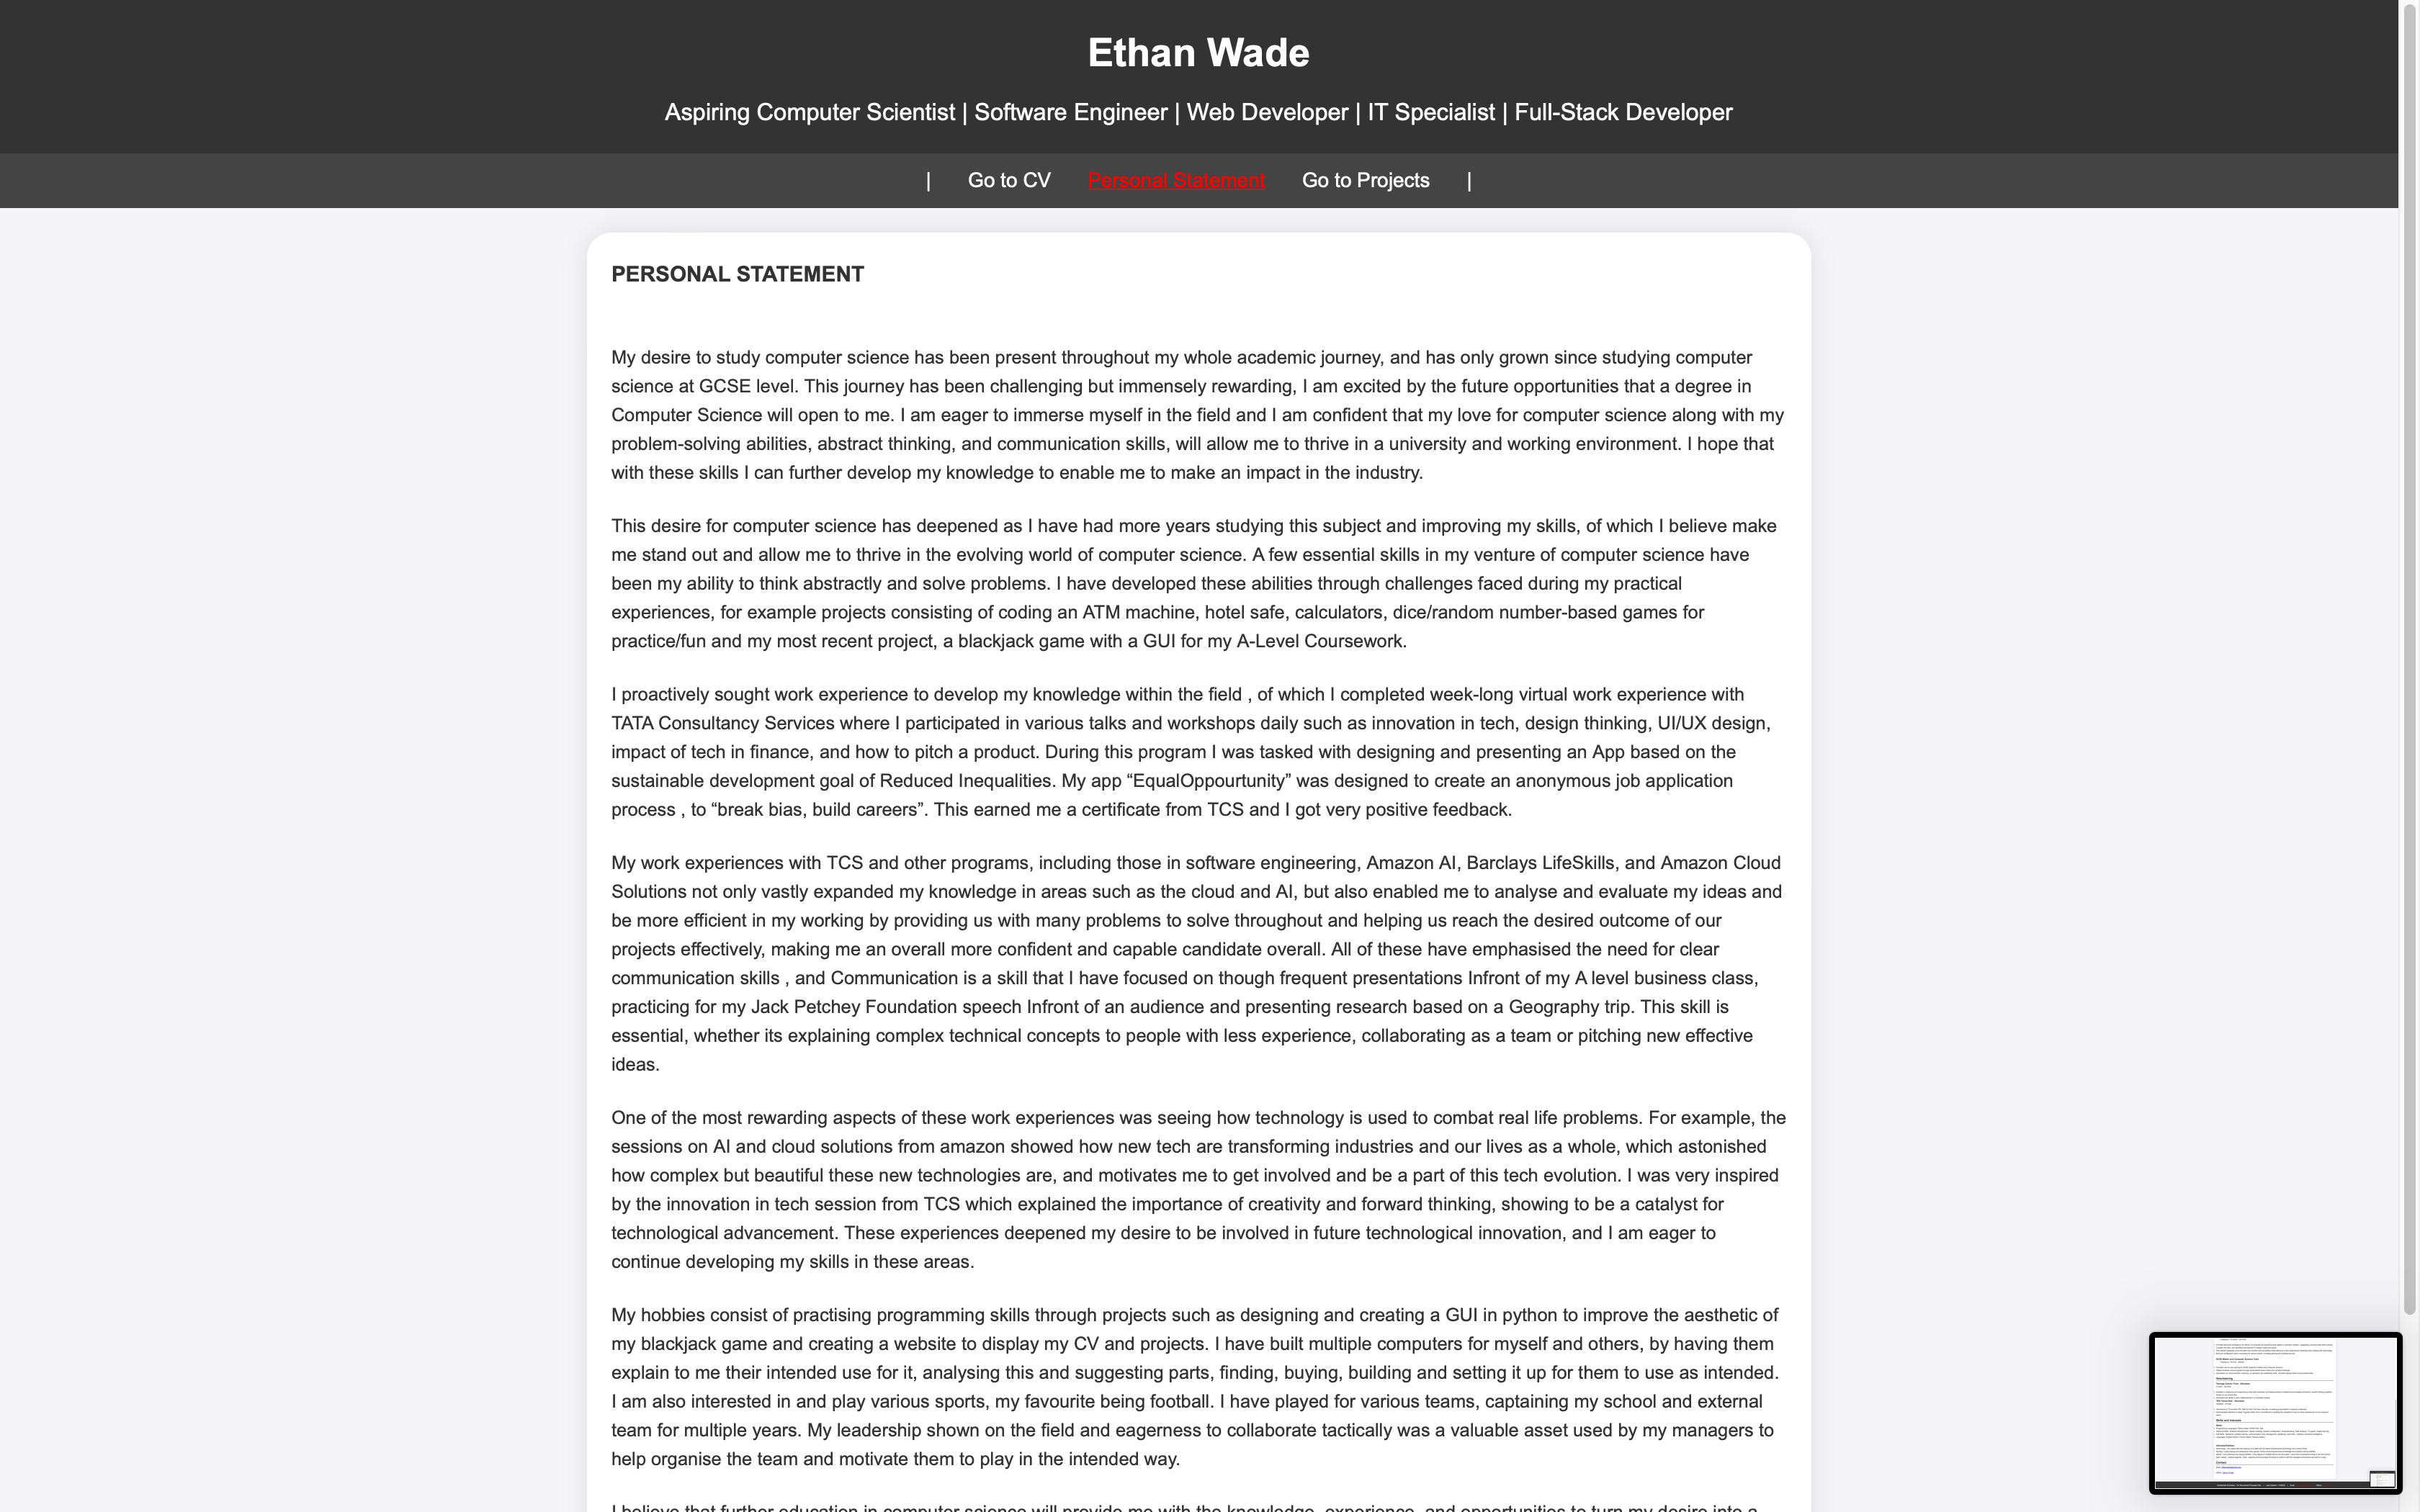 Ethan Wade
Aspiring Computer Scientist | Software Engineer | Web Developer | IT Specialist | Full-Stack Developer
| Go to CV Personal Statement Go to Projects |
PERSONAL STATEMENT
My desire to study computer science has been present throughout my whole academic journey, and has only grown since studying computer
science at GCSE level. This journey has been challenging but immensely rewarding, I am excited by the future opportunities that a degree in
Computer Science will open to me. I am eager to immerse myself in the field and I am confident that my love for computer science along with my
problem-solving abilities, abstract thinking, and communication skills, will allow me to thrive in a university and working environment. I hope that
with these skills I can further develop my knowledge to enable me to make an impact in the industry.
This desire for computer science has deepened as I have had more years studying this subject and improving my skills, of which I believe make
me stand out and allow me to thrive in the evolving world of computer science. A few essential skills in my venture of computer science have
been my ability to think abstractly and solve problems. I have developed these abilities through challenges faced during my practical
experiences, for example projects consisting of coding an ATM machine, hotel safe, calculators, dice/random number-based games for
practice/fun and my most recent project, a blackjack game with a GUI for my A-Level Coursework.
I proactively sought work experience to develop my knowledge within the field , of which I completed week-long virtual work experience with
TATA Consultancy Services where I participated in various talks and workshops daily such as innovation in tech, design thinking, UI/UX design,
impact of tech in finance, and how to pitch a product. During this program I was tasked with designing and presenting an App based on the
sustainable development goal of Reduced Inequalities. My app “EqualOppourtunity” was designed to create an anonymous job application
process , to “break bias, build careers”. This earned me a certificate from TCS and I got very positive feedback.
My work experiences with TCS and other programs, including those in software engineering, Amazon AI, Barclays LifeSkills, and Amazon Cloud
Solutions not only vastly expanded my knowledge in areas such as the cloud and AI, but also enabled me to analyse and evaluate my ideas and
be more efficient in my working by providing us with many problems to solve throughout and helping us reach the desired outcome of our
projects effectively, making me an overall more confident and capable candidate overall. All of these have emphasised the need for clear
communication skills , and Communication is a skill that I have focused on though frequent presentations Infront of my A level business class,
practicing for my Jack Petchey Foundation speech Infront of an audience and presenting research based on a Geography trip. This skill is
essential, whether its explaining complex technical concepts to people with less experience, collaborating as a team or pitching new effective
ideas.
One of the most rewarding aspects of these work experiences was seeing how technology is used to combat real life problems. For example, the
sessions on AI and cloud solutions from amazon showed how new tech are transforming industries and our lives as a whole, which astonished
how complex but beautiful these new technologies are, and motivates me to get involved and be a part of this tech evolution. I was very inspired
by the innovation in tech session from TCS which explained the importance of creativity and forward thinking, showing to be a catalyst for
technological advancement. These experiences deepened my desire to be involved in future technological innovation, and I am eager to
continue developing my skills in these areas.
My hobbies consist of practising programming skills through projects such as designing and creating a GUI in python to improve the aesthetic of
my blackjack game and creating a website to display my CV and projects. I have built multiple computers for myself and others, by having them
explain to me their intended use for it, analysing this and suggesting parts, finding, buying, building and setting it up for them to use as intended.
I am also interested in and play various sports, my favourite being football. I have played for various teams, captaining my school and external
team for multiple years. My leadership shown on the field and eagerness to collaborate tactically was a valuable asset used by my managers to
help organise the team and motivate them to play in the intended way.
I believe that further education in computer science will provide me with the knowledge, experience, and opportunities to turn my desire into a